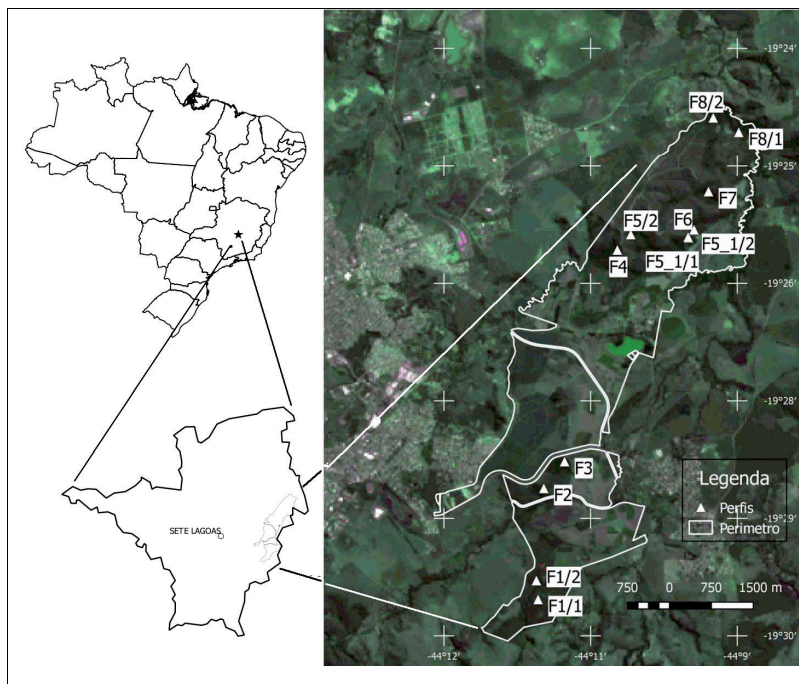 -19°24'
F8/2
F8/1
-19°25'
F7
F5/2
F6
F5_1/2
F4
F5_1/1
-19°26'
-19°28'
F3
Legenda
F2
Perfis
-19°29'
Perímetro
SETE LAGOAS
F1/2
750 0 750 1500 m
F1/1
-19°30'
-44°12' -44°11' -44°9'